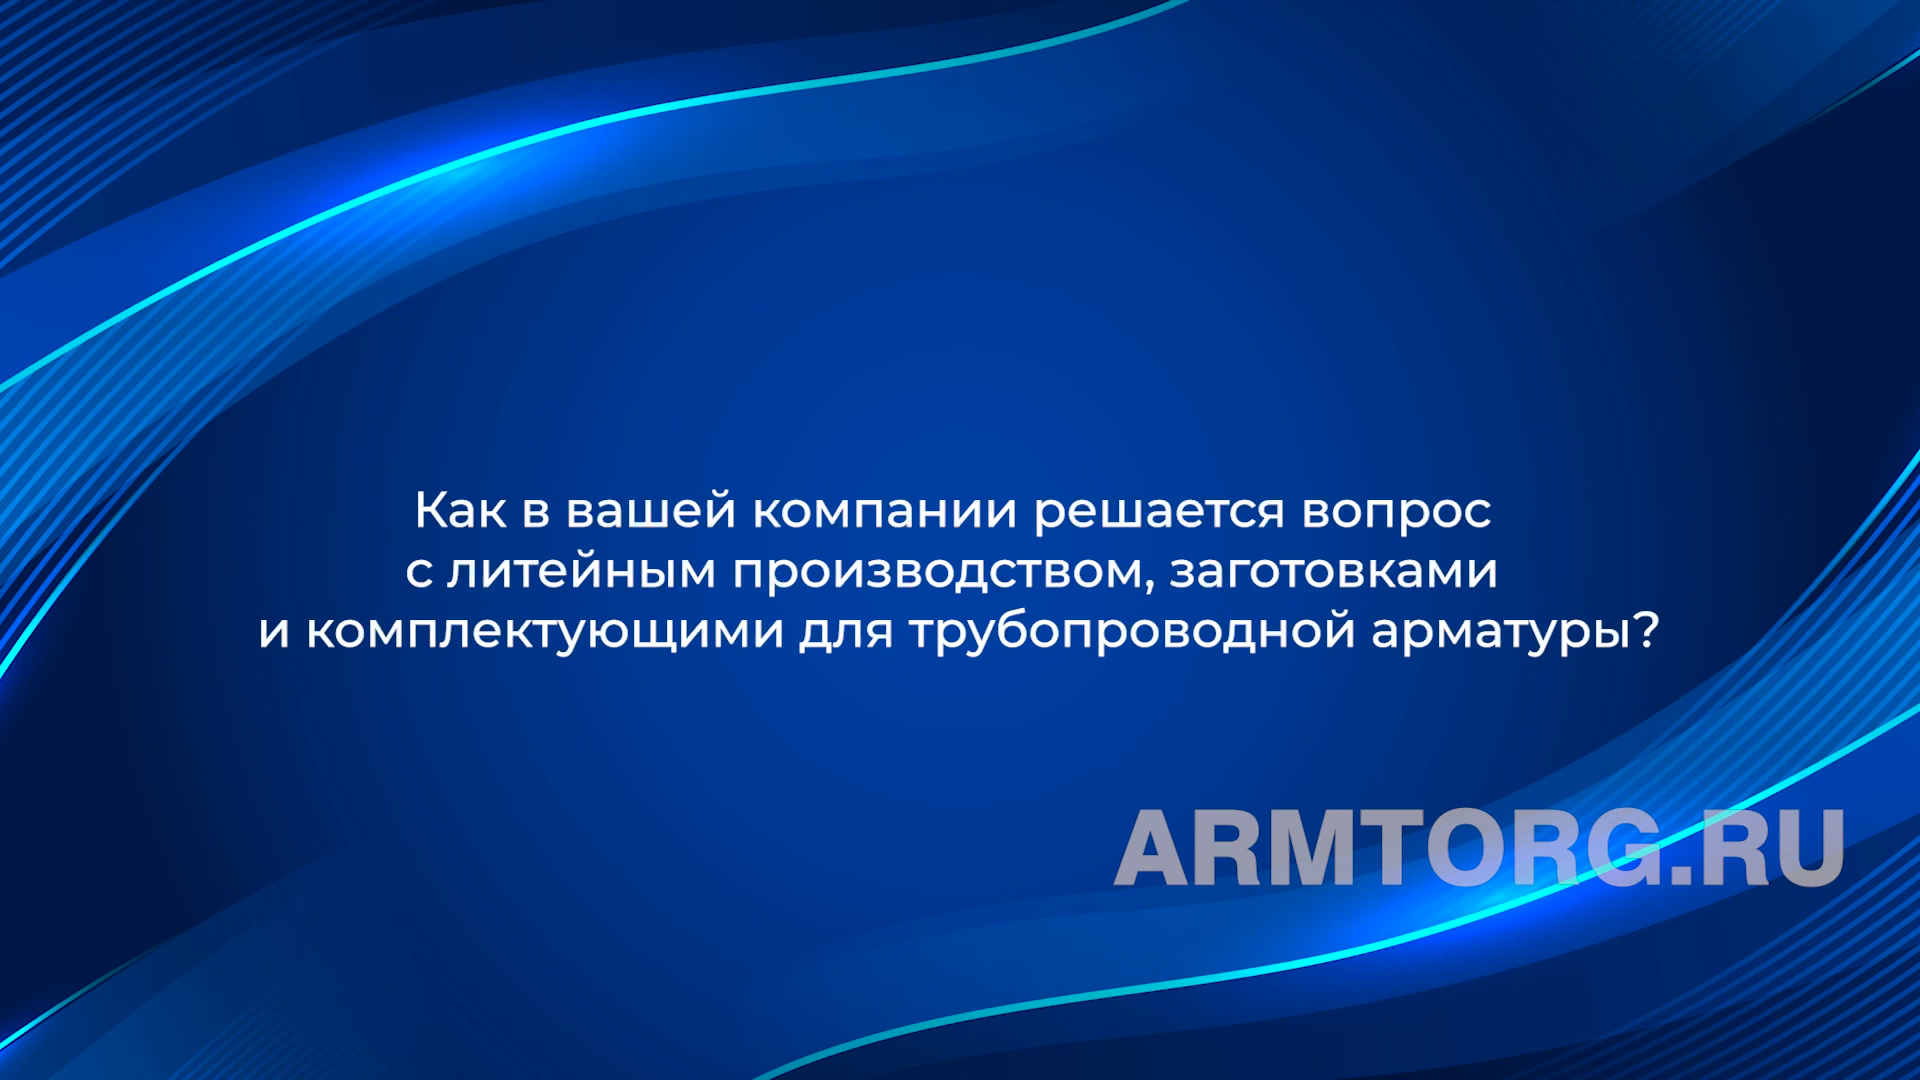 Как в вашей компании решается вопрос
с литейным производством, заготовками
и комплектующими для трубопроводной арматуры?
ARMTORG.RU